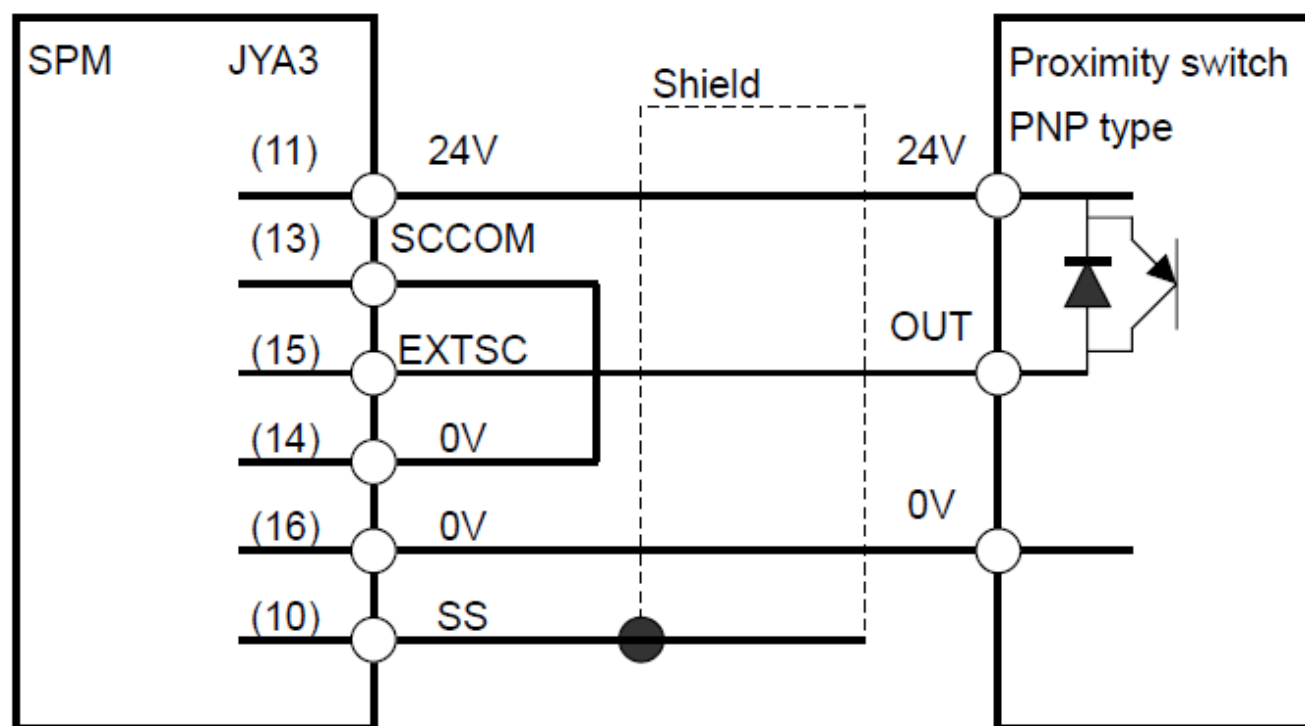 SPM JYA3
Shield
Proximity switch
PNP type
(11) 24V 24V
(13) SCCOM
(15) EXTSC OUT
(14) 0V
(16) 0V 0V
(10) SS